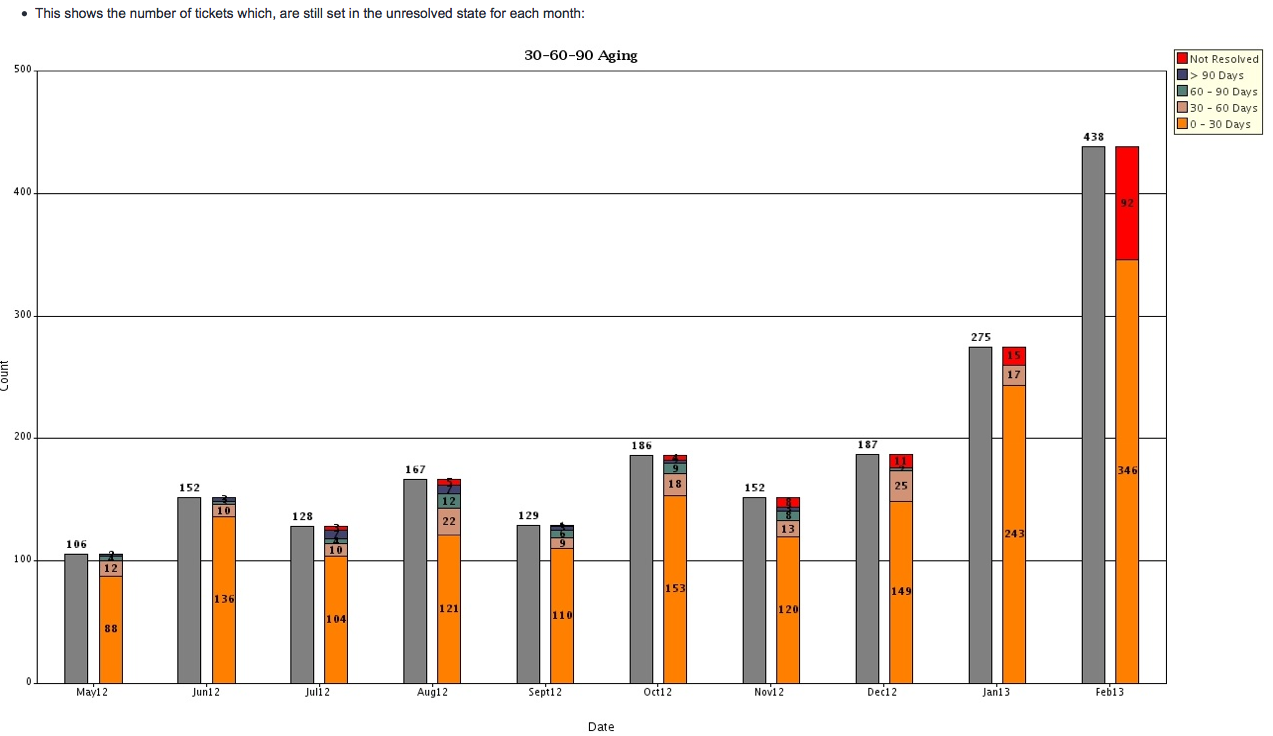 This shows the number of tickets which, are still set in the unresolved state for each month:
30-60-90 Aging
Not Resolved
> 90 Days
60 - 90 Days
30 - 60 Days
0 - 30 Days
500
400
300
200
100
0
Count
106
12
88
152
10
136
128
10
104
167
12
22
121
129
6
9
110
186
9
18
153
152
8
13
120
187
11
25
149
275
15
17
243
438
92
346
May12
Jun12
Jul12
Aug12
Sept12
Oct12
Nov12
Dec12
Jan13
Feb13
Date